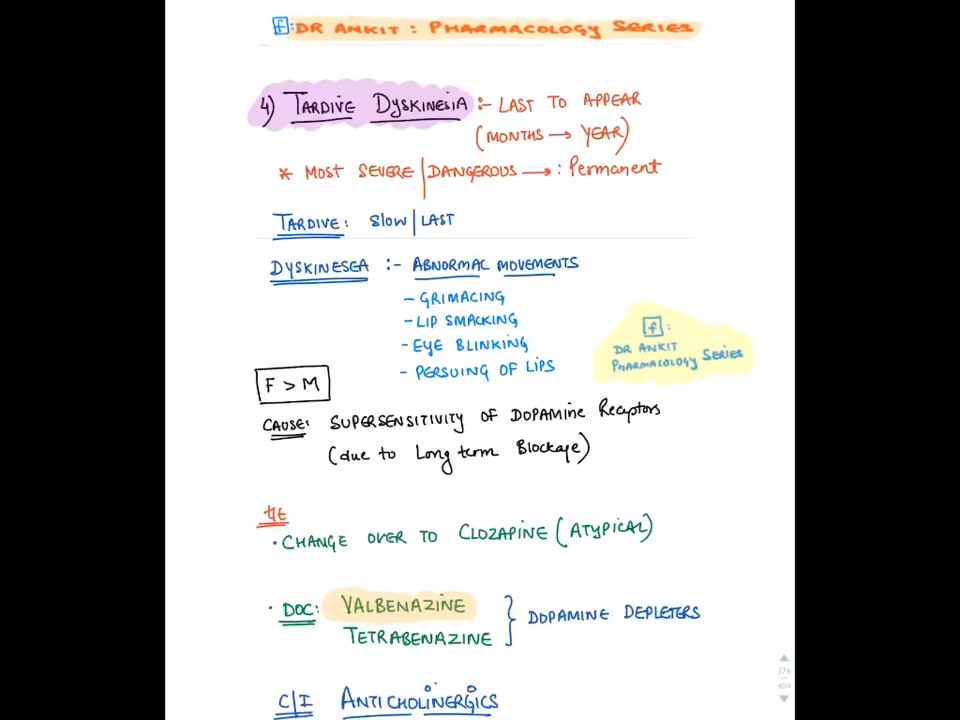 f: DR ANKIT : PHARMACOLOGY SERIES
4) TARDIVE DYSKINESIA :- LAST TO APPEAR
(MONTHS → YEAR)
* MOST SEVERE | DANGEROUS → : Permanent
TARDIVE: Slow | LAST
DYSKINESEA :- ABNORMAL MOVEMENTS
- GRIMACING
- LIP SMACKING
- EYE BLINKING
- PERSUING OF LIPS
f :
DR ANKIT
PHARMACOLOGY SERIES
F > M
CAUSE: SUPERSENSITIVITY OF DOPAMINE Receptors
(due to Long term Blockage)
• CHANGE OVER TO CLOZAPINE (ATYPICAL)
• DOC: VALBENAZINE
TETRABENAZINE } DOPAMINE DEPLETERS
C/I ANTICHOLINERGICS
376
404